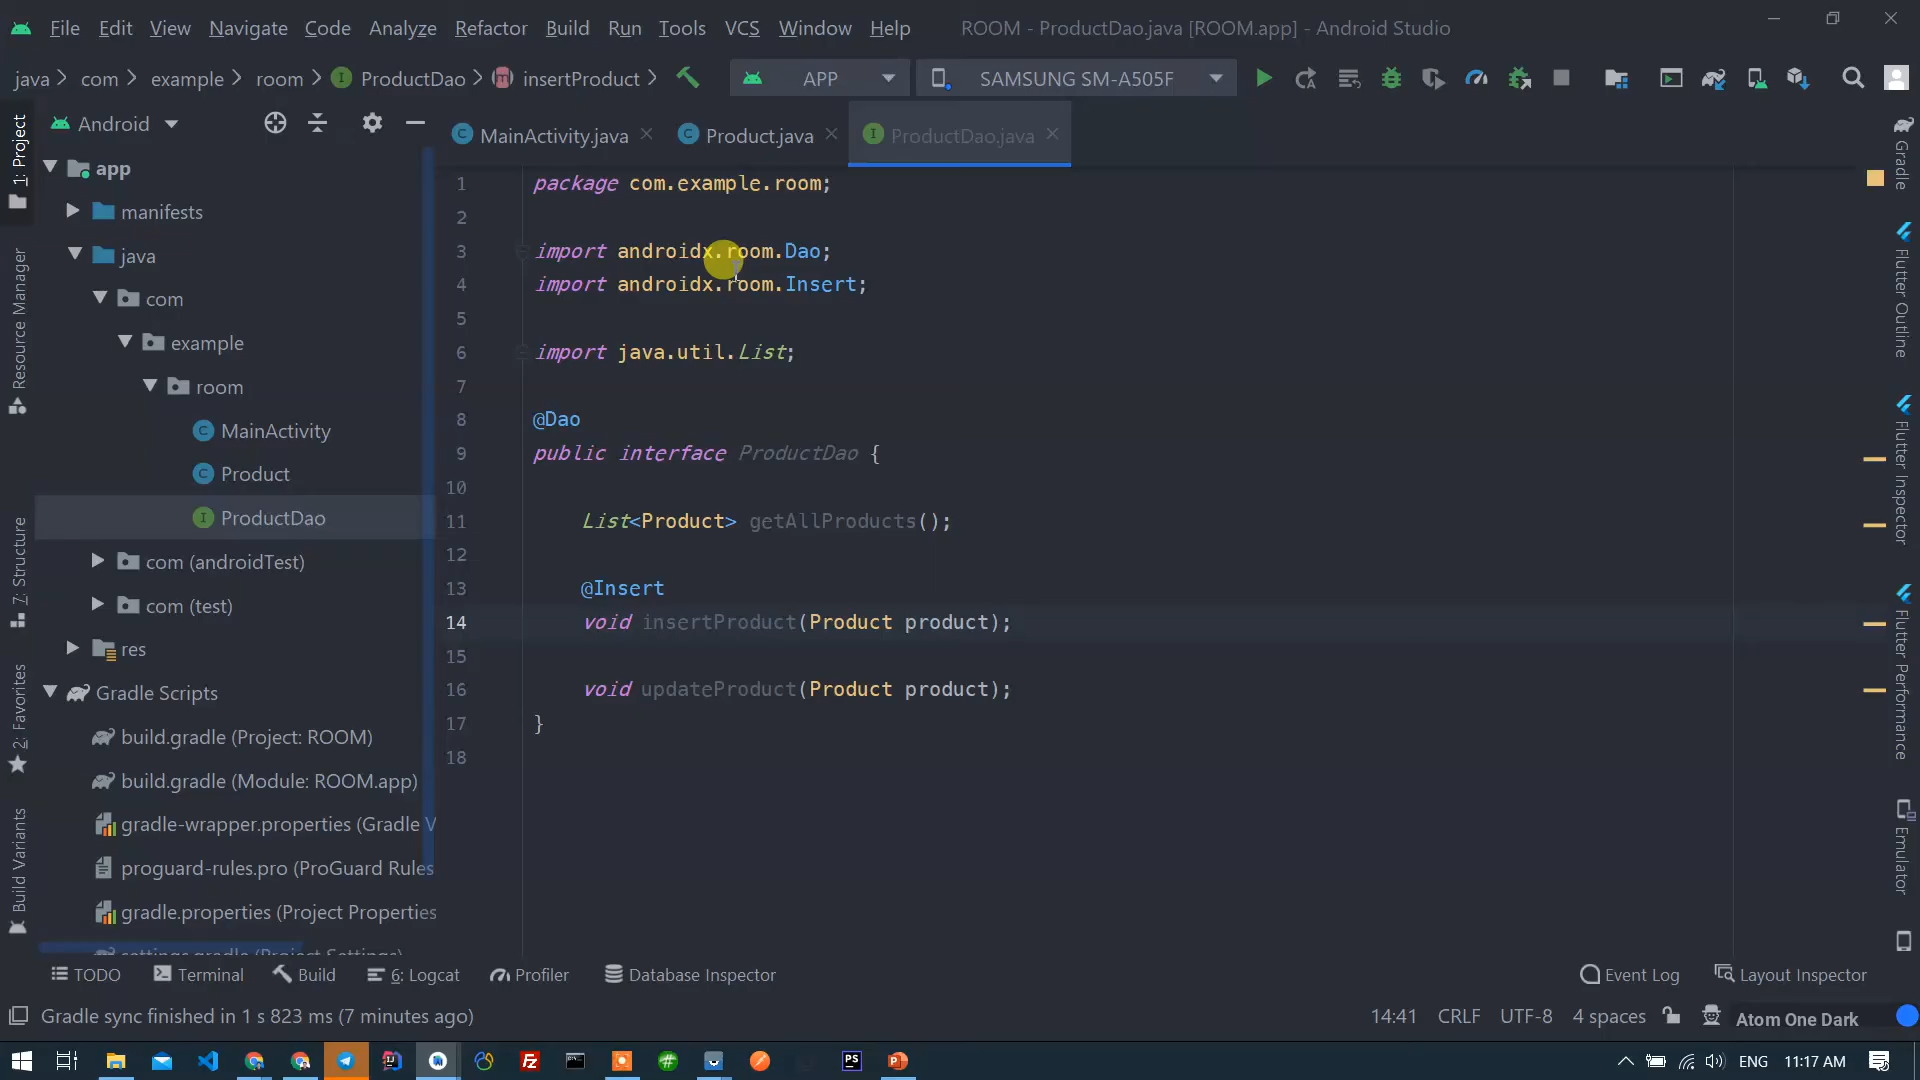 File Edit View Navigate Code Analyze Refactor Build Run Tools VCS Window Help ROOM - ProductDao.java [ROOM.app] - Android Studio
java com example room ProductDao insertProduct APP SAMSUNG SM-A505F
Android
MainActivity.java Product.java ProductDao.java
1: Project
Resource Manager
Z: Structure
2: Favorites
Build Variants
app
manifests
java
com
example
room
MainActivity
Product
ProductDao
com (androidTest)
com (test)
res
Gradle Scripts
build.gradle (Project: ROOM)
build.gradle (Module: ROOM.app)
gradle-wrapper.properties (Gradle V
proguard-rules.pro (ProGuard Rules
gradle.properties (Project Properties
settings.gradle (Project Settings)
1 package com.example.room;
2
3 import androidx.room.Dao;
4 import androidx.room.Insert;
5
6 import java.util.List;
7
8 @Dao
9 public interface ProductDao {
10
11 List<Product> getAllProducts();
12
13 @Insert
14 void insertProduct(Product product);
15
16 void updateProduct(Product product);
17 }
18
Gradle
Flutter Outline
Flutter Inspector
Flutter Performance
Emulator
TODO Terminal Build 6: Logcat Profiler Database Inspector Event Log Layout Inspector
Gradle sync finished in 1 s 823 ms (7 minutes ago) 14:41 CRLF UTF-8 4 spaces Atom One Dark
ENG 11:17 AM